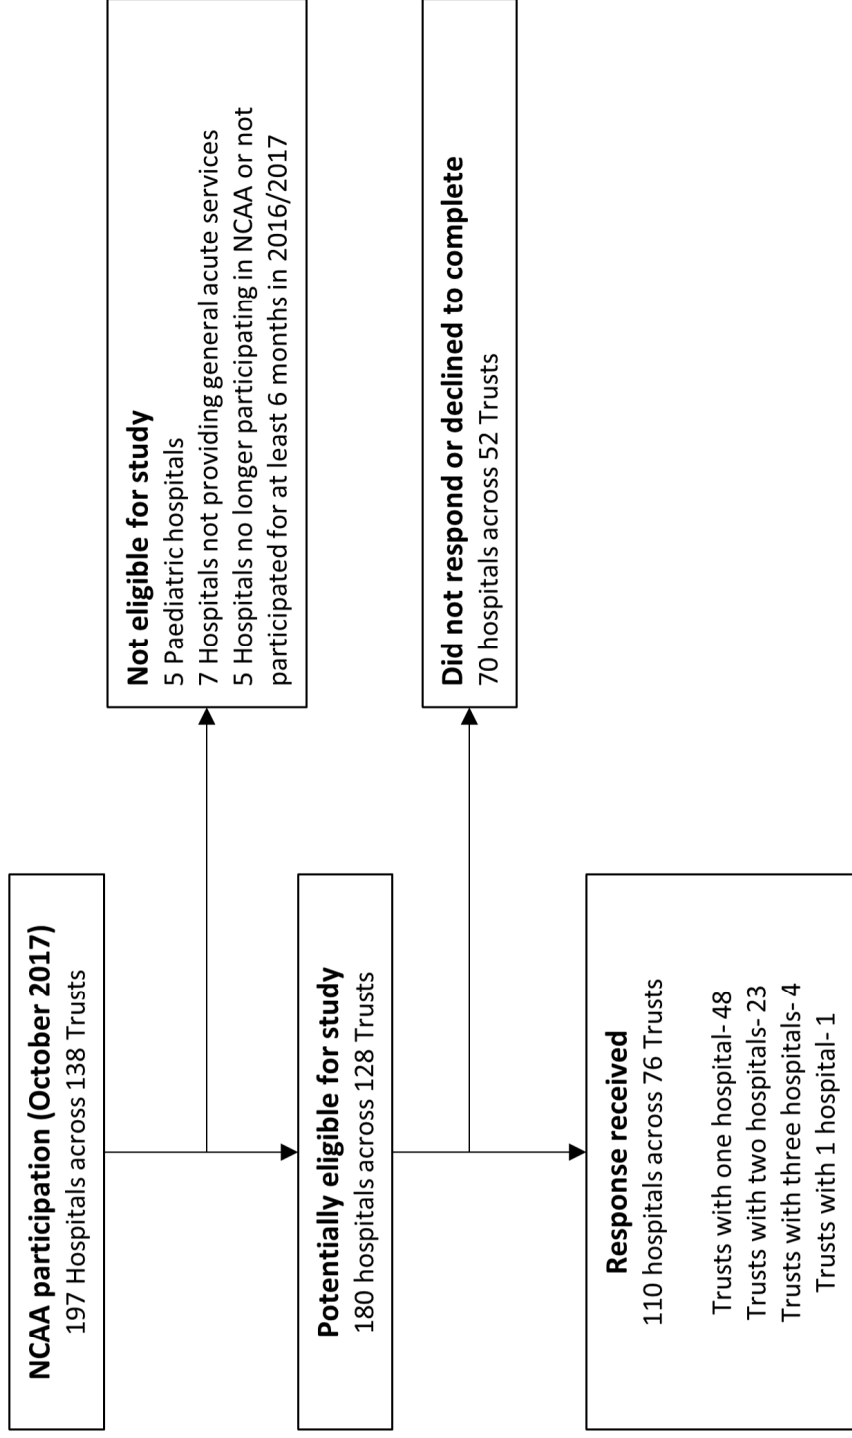 NCAA participation (October 2017)
197 Hospitals across 138 Trusts
Not eligible for study
5 Paediatric hospitals
7 Hospitals not providing general acute services
5 Hospitals no longer participating in NCAA or not
participated for at least 6 months in 2016/2017
Potentially eligible for study
180 hospitals across 128 Trusts
Did not respond or declined to complete
70 hospitals across 52 Trusts
Response received
110 hospitals across 76 Trusts
Trusts with one hospital- 48
Trusts with two hospitals- 23
Trusts with three hospitals- 4
Trusts with 1 hospital- 1